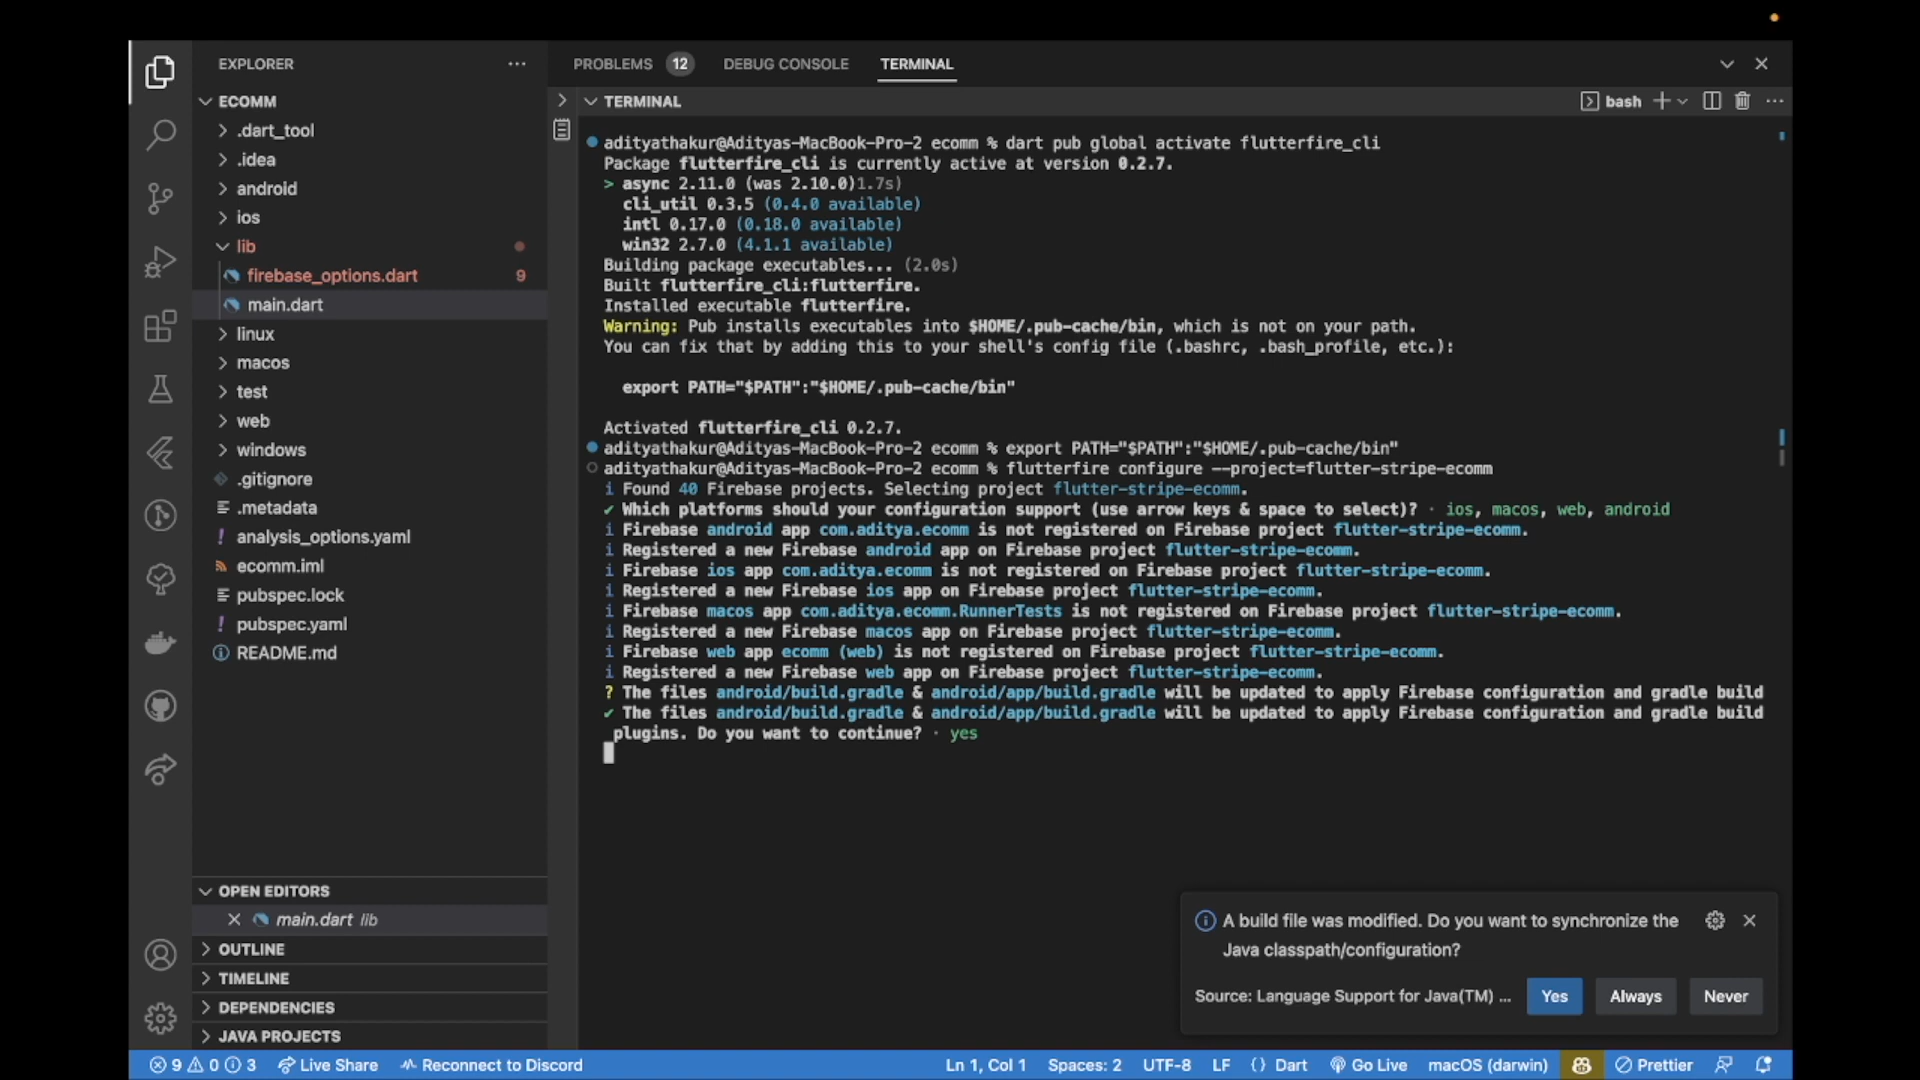 EXPLORER
ECOMM
.dart_tool
.idea
android
ios
lib
firebase_options.dart 9
main.dart
linux
macos
test
web
windows
.gitignore
.metadata
analysis_options.yaml
ecomm.iml
pubspec.lock
pubspec.yaml
README.md
OPEN EDITORS
main.dart lib
OUTLINE
TIMELINE
DEPENDENCIES
JAVA PROJECTS
PROBLEMS 12 DEBUG CONSOLE TERMINAL
TERMINAL
bash
adityathakur@Adityas-MacBook-Pro-2 ecomm % dart pub global activate flutterfire_cli
Package flutterfire_cli is currently active at version 0.2.7.
> async 2.11.0 (was 2.10.0)1.7s)
cli_util 0.3.5 (0.4.0 available)
intl 0.17.0 (0.18.0 available)
win32 2.7.0 (4.1.1 available)
Building package executables... (2.0s)
Built flutterfire_cli:flutterfire.
Installed executable flutterfire.
Warning: Pub installs executables into $HOME/.pub-cache/bin, which is not on your path.
You can fix that by adding this to your shell's config file (.bashrc, .bash_profile, etc.):
export PATH="$PATH":"$HOME/.pub-cache/bin"
Activated flutterfire_cli 0.2.7.
adityathakur@Adityas-MacBook-Pro-2 ecomm % export PATH="$PATH":"$HOME/.pub-cache/bin"
adityathakur@Adityas-MacBook-Pro-2 ecomm % flutterfire configure --project=flutter-stripe-ecomm
i Found 40 Firebase projects. Selecting project flutter-stripe-ecomm.
✔ Which platforms should your configuration support (use arrow keys & space to select)? · ios, macos, web, android
i Firebase android app com.aditya.ecomm is not registered on Firebase project flutter-stripe-ecomm.
i Registered a new Firebase android app on Firebase project flutter-stripe-ecomm.
i Firebase ios app com.aditya.ecomm is not registered on Firebase project flutter-stripe-ecomm.
i Registered a new Firebase ios app on Firebase project flutter-stripe-ecomm.
i Firebase macos app com.aditya.ecomm.RunnerTests is not registered on Firebase project flutter-stripe-ecomm.
i Registered a new Firebase macos app on Firebase project flutter-stripe-ecomm.
i Firebase web app ecomm (web) is not registered on Firebase project flutter-stripe-ecomm.
i Registered a new Firebase web app on Firebase project flutter-stripe-ecomm.
? The files android/build.gradle & android/app/build.gradle will be updated to apply Firebase configuration and gradle build
✔ The files android/build.gradle & android/app/build.gradle will be updated to apply Firebase configuration and gradle build
plugins. Do you want to continue? · yes
A build file was modified. Do you want to synchronize the
Java classpath/configuration?
Source: Language Support for Java(TM) ... Yes Always Never
9 0 3 Live Share Reconnect to Discord Ln 1, Col 1 Spaces: 2 UTF-8 LF {} Dart Go Live macOS (darwin) Prettier